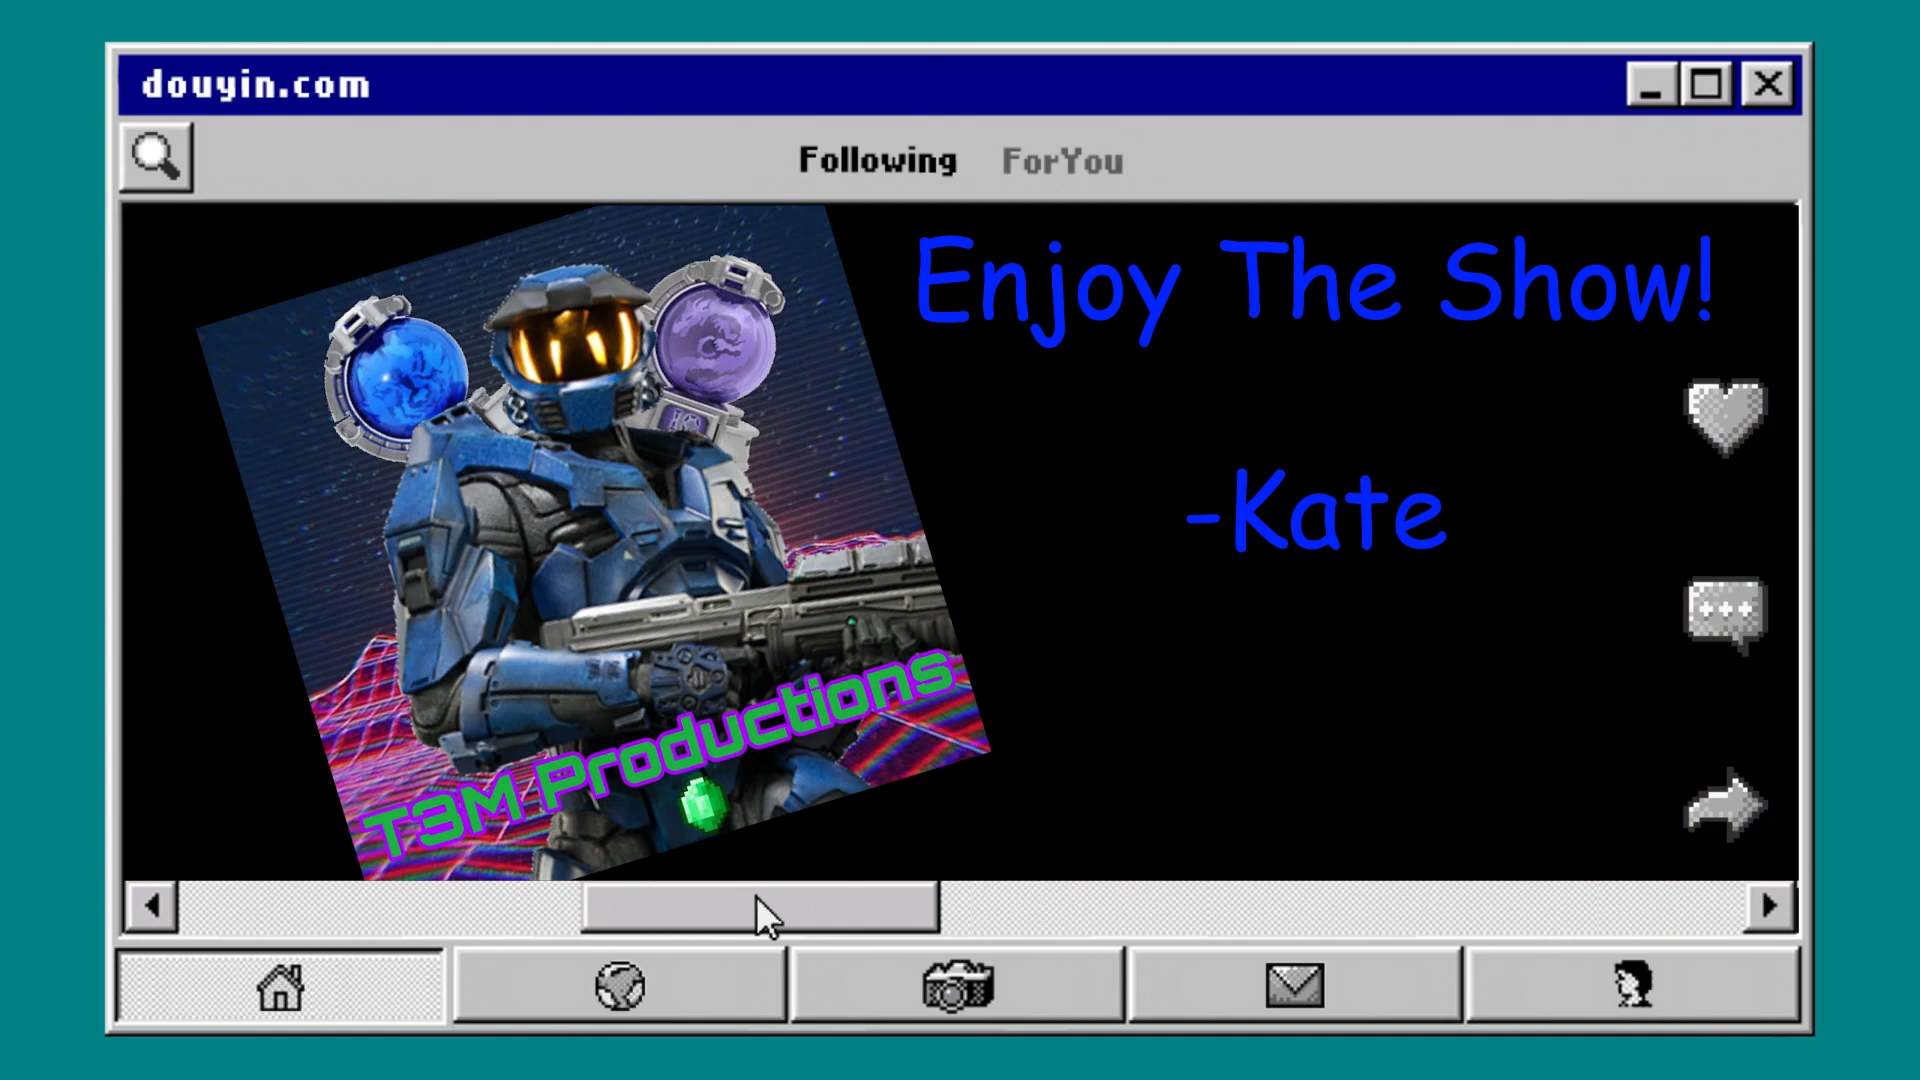 douyin.com
Following ForYou
Enjoy The Show!
-Kate
T3M Productions